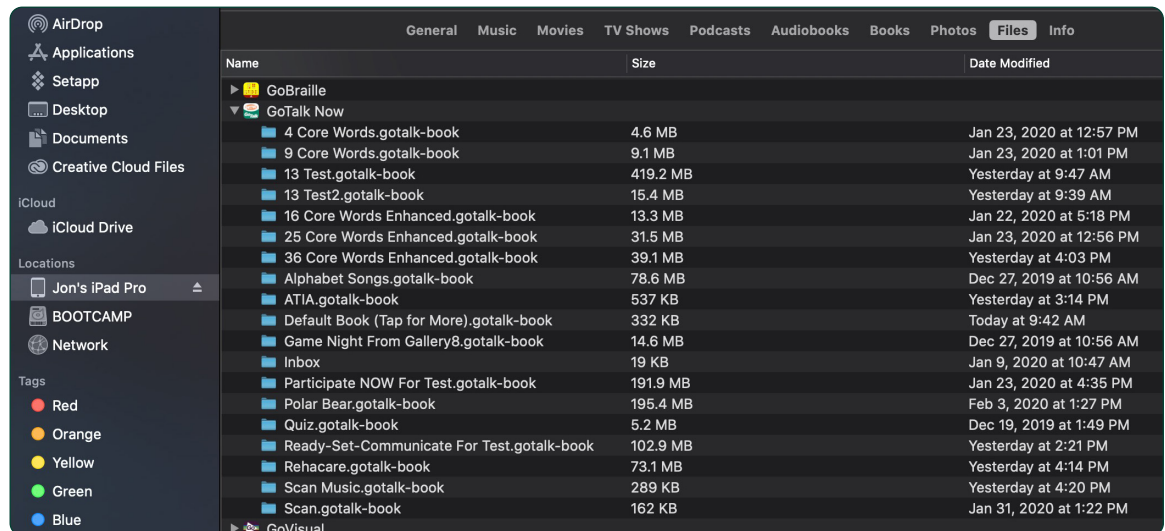 AirDrop
Applications
Setapp
Desktop
Documents
Creative Cloud Files
iCloud
iCloud Drive
Locations
Jon's iPad Pro
BOOTCAMP
Network
Tags
Red
Orange
Yellow
Green
Blue
General Music Movies TV Shows Podcasts Audiobooks Books Photos Files Info
Name Size Date Modified
GoBraille
GoTalk Now
4 Core Words.gotalk-book 4.6 MB Jan 23, 2020 at 12:57 PM
9 Core Words.gotalk-book 9.1 MB Jan 23, 2020 at 1:01 PM
13 Test.gotalk-book 419.2 MB Yesterday at 9:47 AM
13 Test2.gotalk-book 15.4 MB Yesterday at 9:39 AM
16 Core Words Enhanced.gotalk-book 13.3 MB Jan 22, 2020 at 5:18 PM
25 Core Words Enhanced.gotalk-book 31.5 MB Jan 23, 2020 at 12:56 PM
36 Core Words Enhanced.gotalk-book 39.1 MB Yesterday at 4:03 PM
Alphabet Songs.gotalk-book 78.6 MB Dec 27, 2019 at 10:56 AM
ATIA.gotalk-book 537 KB Yesterday at 3:14 PM
Default Book (Tap for More).gotalk-book 332 KB Today at 9:42 AM
Game Night From Gallery8.gotalk-book 14.6 MB Dec 27, 2019 at 10:56 AM
Inbox 19 KB Jan 9, 2020 at 10:47 AM
Participate NOW For Test.gotalk-book 191.9 MB Jan 23, 2020 at 4:35 PM
Polar Bear.gotalk-book 195.4 MB Feb 3, 2020 at 1:27 PM
Quiz.gotalk-book 5.2 MB Dec 19, 2019 at 1:49 PM
Ready-Set-Communicate For Test.gotalk-book 102.9 MB Yesterday at 2:21 PM
Rehacare.gotalk-book 73.1 MB Yesterday at 4:14 PM
Scan Music.gotalk-book 289 KB Yesterday at 4:20 PM
Scan.gotalk-book 162 KB Jan 31, 2020 at 1:22 PM
GoVisual